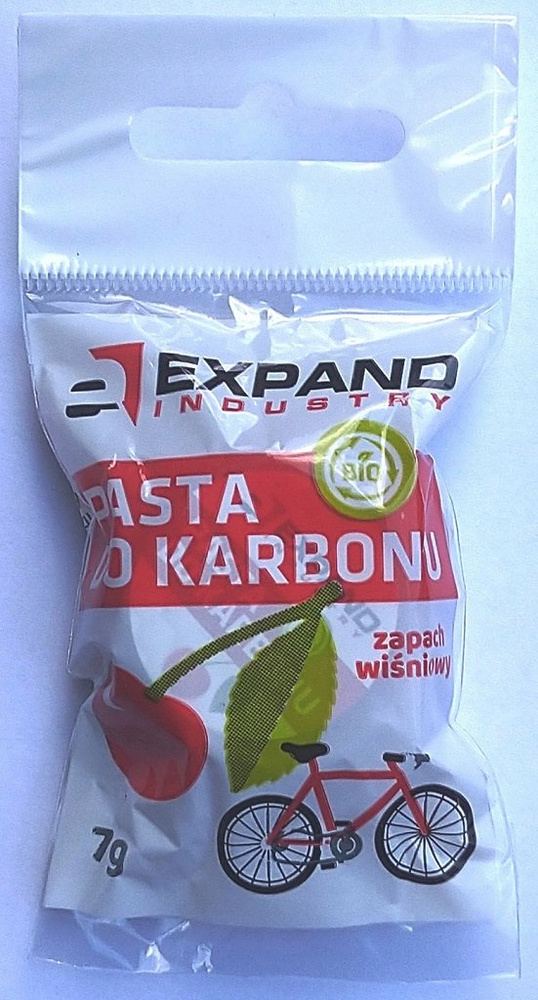 EXPAND
INDUSTRY
BIO
PASTA
DO KARBONU
zapach
wiśniowy
7g